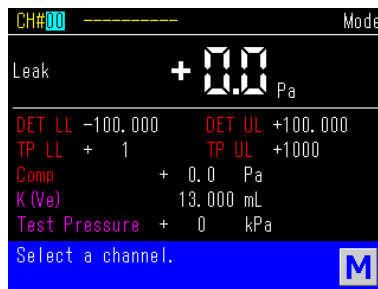 CH#00 ---------- Mode
Leak +0.0 Pa
DET LL -100.000 DET UL +100.000
TP LL + 1 TP UL +1000
Comp + 0.0 Pa
K(Ve) 13.000 mL
Test Pressure + 0 kPa
Select a channel. M